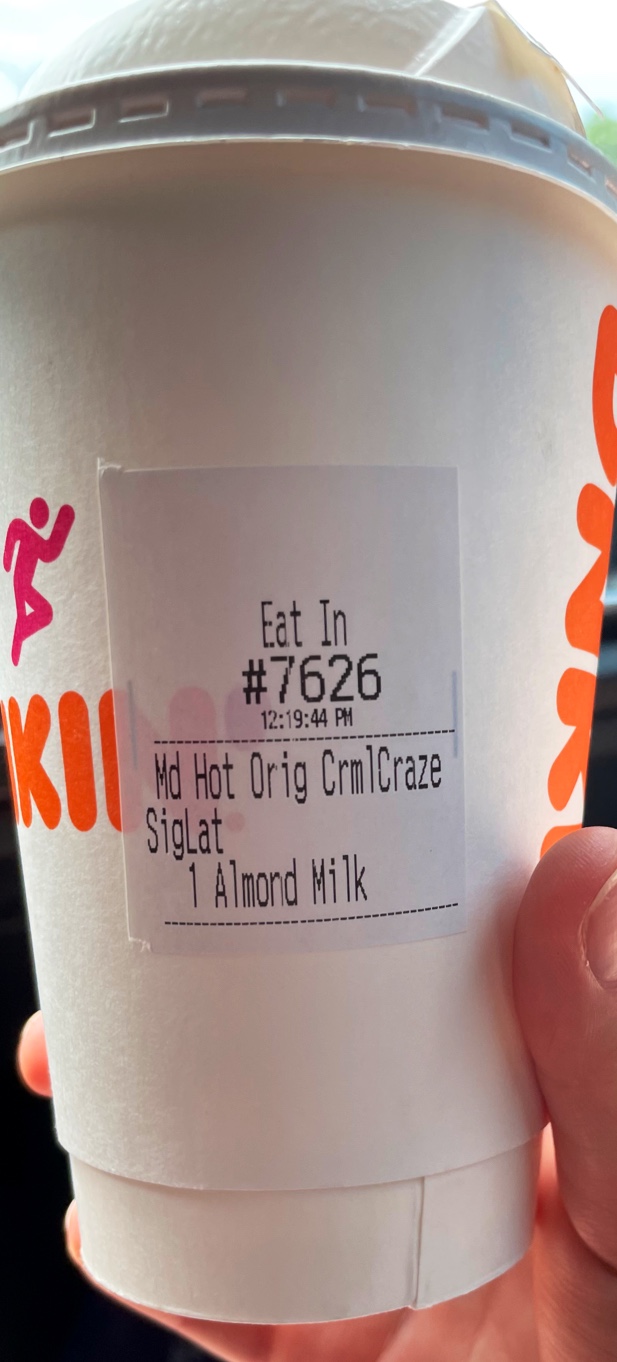 Eat In
#7626
12:19:44 PM
Md Hot Orig CrmlCraze
SigLat
1 Almond Milk